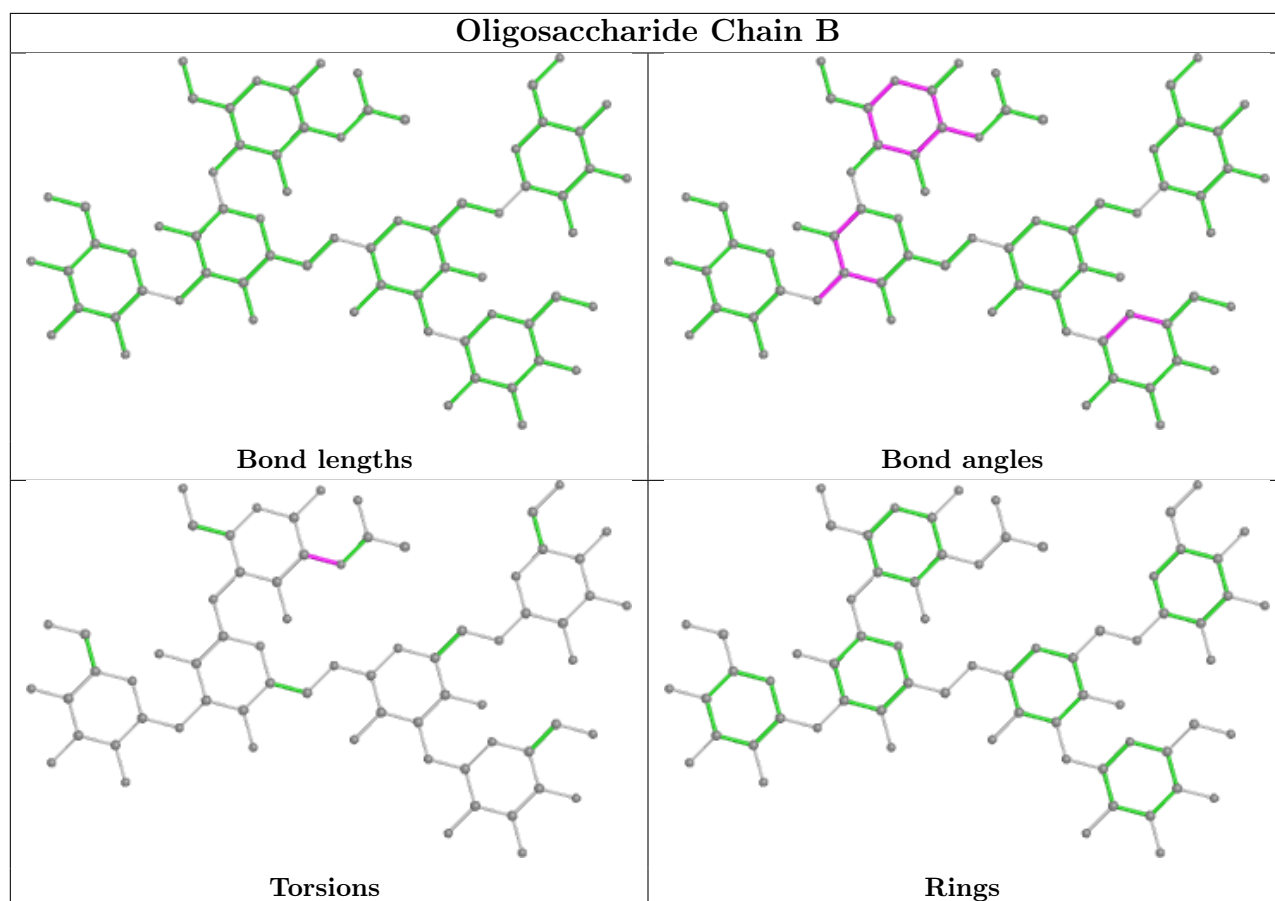 Oligosaccharide Chain B
Bond lengths
Bond angles
Torsions
Rings